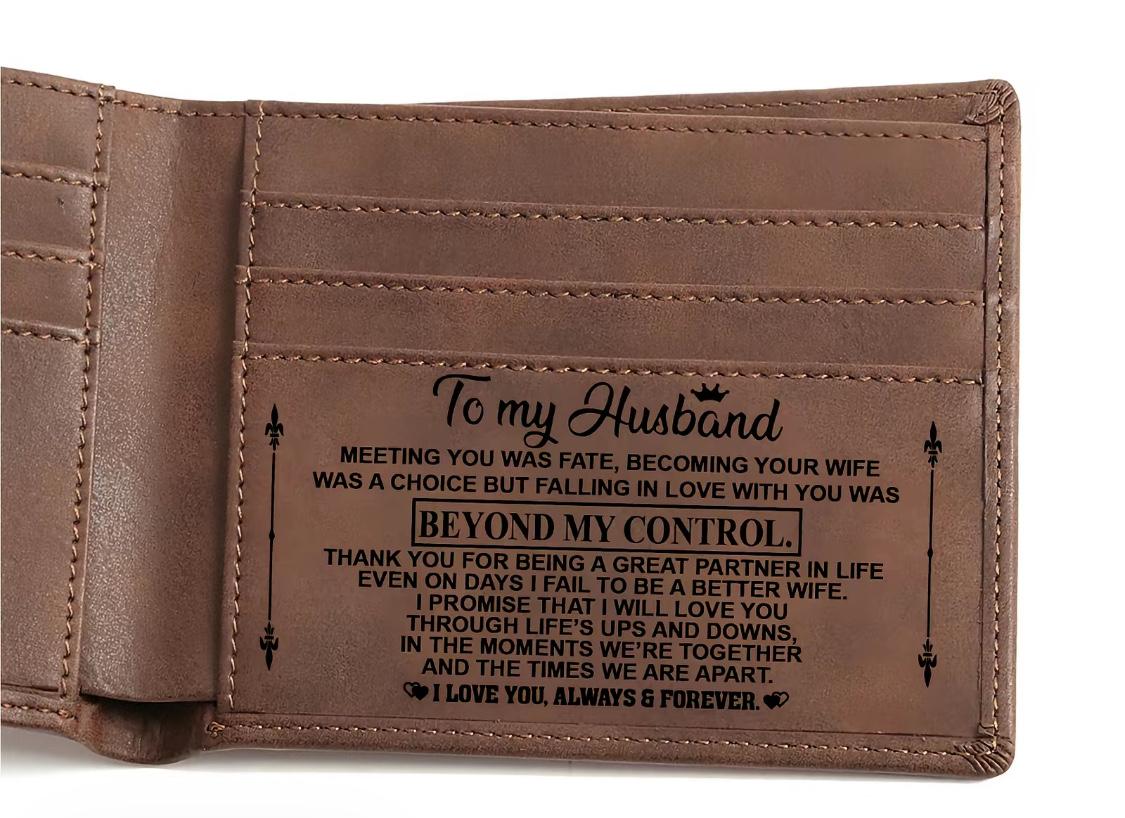 To my Husband
MEETING YOU WAS FATE, BECOMING YOUR WIFE
WAS A CHOICE BUT FALLING IN LOVE WITH YOU WAS
BEYOND MY CONTROL.
THANK YOU FOR BEING A GREAT PARTNER IN LIFE
EVEN ON DAYS I FAIL TO BE A BETTER WIFE.
I PROMISE THAT I WILL LOVE YOU
THROUGH LIFE'S UPS AND DOWNS,
IN THE MOMENTS WE'RE TOGETHER
AND THE TIMES WE ARE APART.
I LOVE YOU, ALWAYS & FOREVER.